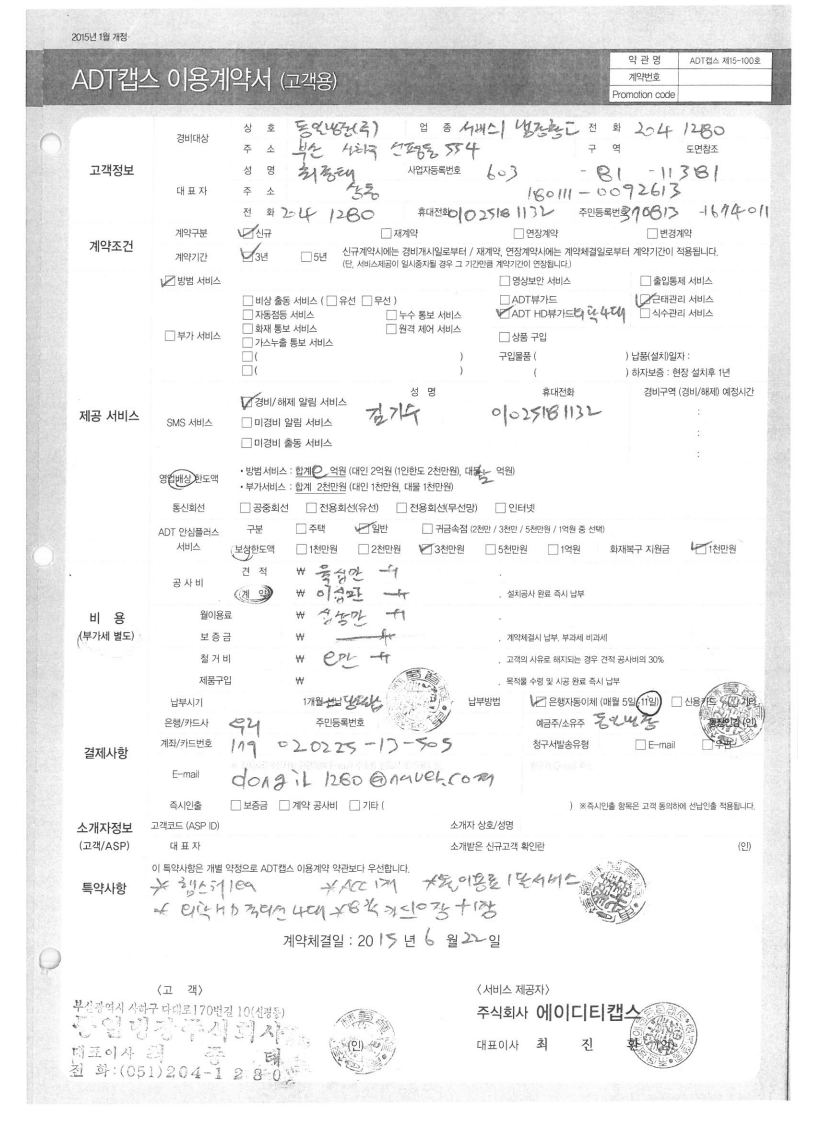 2015년 1월 개정
ADT캡스 이용계약서 (고객용)
약 관 명 ADT캡스 제15-100호
계약번호
Promotion code
고객정보
경비대상 상 호 동일냉장(주) 업 종 서비스/냉장창고 전 화 204 1280
주 소 부산 사하구 신평동 554 구 역 도면참조
대 표 자 성 명 최종태 사업자등록번호 603 - 81 - 11381
주 소 상동 180111-0092613
전 화 204 1280 휴대전화 01025181132 주민등록번호 370813 -1674011
계약조건
계약구분 ☑신규 □재계약 □연장계약 □변경계약
계약기간 ☑3년 □5년 신규계약시에는 경비개시일로부터 / 재계약, 연장계약시에는 계약체결일로부터 계약기간이 적용됩니다.
(단, 서비스제공이 일시중지될 경우 그 기간만큼 계약기간이 연장됩니다.)
제공 서비스
☑방범 서비스 □영상보안 서비스 □출입통제 서비스
□비상 출동 서비스 ( □유선 □무선 ) □ADT뷰가드 ☑근태관리 서비스
□자동점등 서비스 □누수 통보 서비스 ☑ADT HD뷰가드 적외4대 □식수관리 서비스
□부가 서비스 □화재 통보 서비스 □원격 제어 서비스 □상품 구입
□가스누출 통보 서비스
□( ) 구입물품 ( ) 납품(설치)일자 :
□( ) ( ) 하자보증 : 현장 설치후 1년
성 명 휴대전화 경비구역 (경비/해제) 예정시간
SMS 서비스 ☑경비/해제 알림 서비스 김기수 01025181132 :
□미경비 알림 서비스 :
□미경비 출동 서비스 :
영업배상 한도액 • 방범서비스 : 합계 억원 (대인 2억원 (1인한도 2천만원), 대물 억원)
• 부가서비스 : 합계 2천만원 (대인 1천만원, 대물 1천만원)
통신회선 □공중회선 □전용회선(유선) □전용회선(무선망) □인터넷
ADT 안심플러스 서비스 구분 □주택 ☑일반 □귀금속점 (2천만 / 3천만 / 5천만원 / 1억원 중 선택)
보상한도액 □1천만원 □2천만원 ☑3천만원 □5천만원 □1억원 화재복구 지원금 ☑1천만원
비 용
(부가세 별도)
공 사 비 견 적 ₩ 육십만
계 약 ₩ 이십만 . 설치공사 완료 즉시 납부
월이용료 ₩ 십육만
보 증 금 ₩ . 계약체결시 납부, 부과세 비과세
철 거 비 ₩ . 고객의 사유로 해지되는 경우 견적 공사비의 30%
제품구입 ₩ . 목적물 수령 및 시공 완료 즉시 납부
결제사항
납부시기 1개월 선납 납부방법 ☑은행자동이체 (매월 5일, 11일) □신용카드 □기타
은행/카드사 우리 주민등록번호 예금주/소유주 동일냉동 통장인감 (인)
계좌/카드번호 179 020225-13-505 청구서발송유형 □E-mail □우편
E-mail dongil1280@naver.com
즉시인출 □보증금 □계약 공사비 □기타 ( ) ※즉시인출 항목은 고객 동의하에 선납인출 적용됩니다.
소개자정보
(고객/ASP)
고객코드 (ASP ID) 소개자 상호/성명
대 표 자 소개받은 신규고객 확인란 (인)
특약사항
이 특약사항은 개별 약정으로 ADT캡스 이용계약 약관보다 우선합니다.
*캡스테1ea *ACC 1개 *월이용료1달서비스
계약체결일 : 2015 년 6 월 22 일
〈고 객〉
부산광역시 사하구 다대로170번길 10(신평동)
동일냉장주식회사
대표이사 최 종 태 (인)
전 화:(051)204-1280
〈서비스 제공자〉
주식회사 에이디티캡스
대표이사 최 진 환 (인)